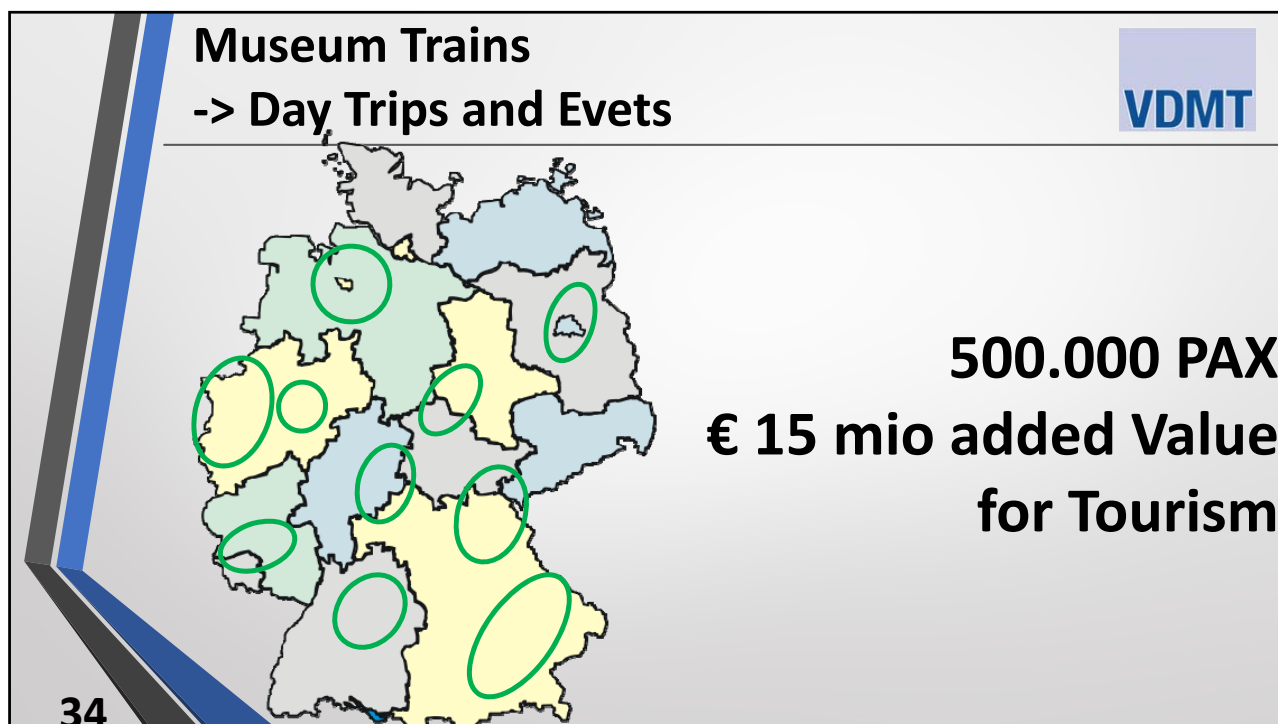 Museum Trains
-> Day Trips and Evets
VDMT
500.000 PAX
€ 15 mio added Value
for Tourism
34